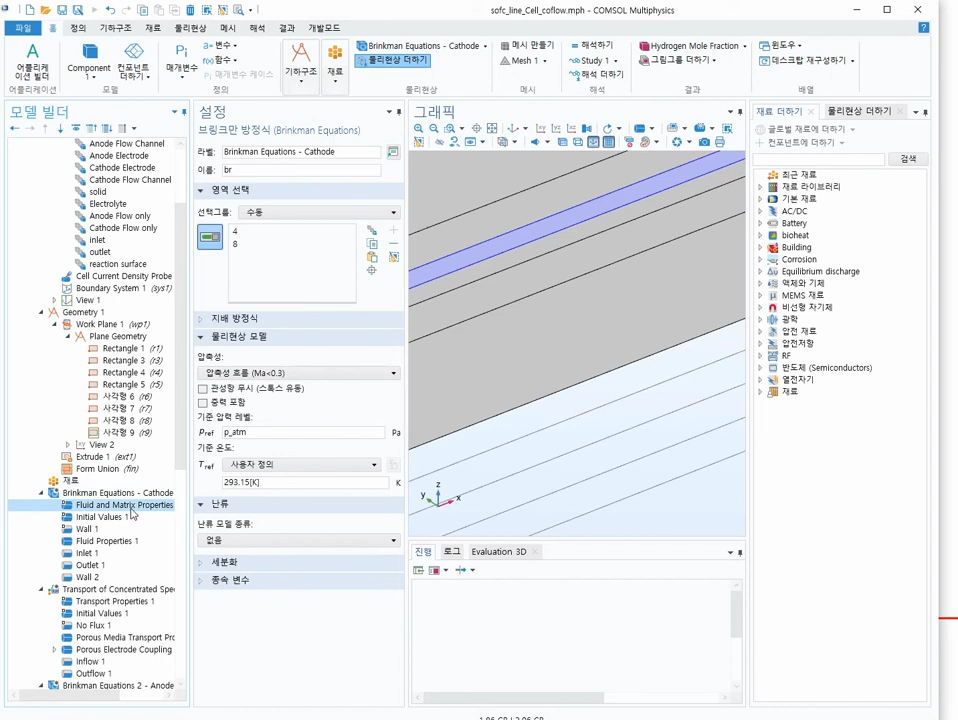 sofc_line_Cell_coflow.mph - COMSOL Multiphysics
파일
홈
정의
기하구조
재료
물리현상
메시
해석
결과
개발모드
어플리케이션 빌더
어플리케이션
Component 1
컴포넌트 더하기
모델
매개변수 1
변수
함수
매개변수 케이스
정의
기하구조
재료
Brinkman Equations - Cathode
물리현상 더하기
물리현상
메시 만들기
Mesh 1
메시
해석하기
Study 1
해석 더하기
해석
Hydrogen Mole Fraction
그림그룹 더하기
결과
윈도우
데스크탑 재구성하기
배열
모델 빌더
Anode Flow Channel
Anode Electrode
Cathode Electrode
Cathode Flow Channel
solid
Electrolyte
Anode Flow only
Cathode Flow only
inlet
outlet
reaction surface
Cell Current Density Probe
Boundary System 1 (sys1)
View 1
Geometry 1
Work Plane 1 (wp1)
Plane Geometry
Rectangle 1 (r1)
Rectangle 3 (r3)
Rectangle 4 (r4)
Rectangle 5 (r5)
사각형 6 (r6)
사각형 7 (r7)
사각형 8 (r8)
사각형 9 (r9)
View 2
Extrude 1 (ext1)
Form Union (fin)
재료
Brinkman Equations - Cathode
Fluid and Matrix Properties
Initial Values 1
Wall 1
Fluid Properties 1
Inlet 1
Outlet 1
Wall 2
Transport of Concentrated Spe
Transport Properties 1
Initial Values 1
No Flux 1
Porous Media Transport Pro
Porous Electrode Coupling
Inflow 1
Outflow 1
Brinkman Equations 2 - Anode
설정
브링크만 방정식 (Brinkman Equations)
라벨: Brinkman Equations - Cathode
이름: br
영역 선택
선택그룹: 수동
4
8
지배 방정식
물리현상 모델
압축성:
압축성 흐름 (Ma<0.3)
관성항 무시 (스톡스 유동)
중력 포함
기준 압력 레벨:
Pref p_atm Pa
기준 온도:
Tref 사용자 정의
293.15[K] K
난류
난류 모델 종류:
없음
세분화
종속 변수
그래픽
z
y
x
진행
로그
Evaluation 3D
재료 더하기
물리현상 더하기
글로벌 재료에 더하기
컴포넌트에 더하기
검색
최근 재료
재료 라이브러리
기본 재료
AC/DC
Battery
bioheat
Building
Corrosion
Equilibrium discharge
액체와 기체
MEMS 재료
비선형 자기체
광학
압전 재료
압전저항
RF
반도체 (Semiconductors)
열전자기
재료
1.86 GB | 2.06 GB